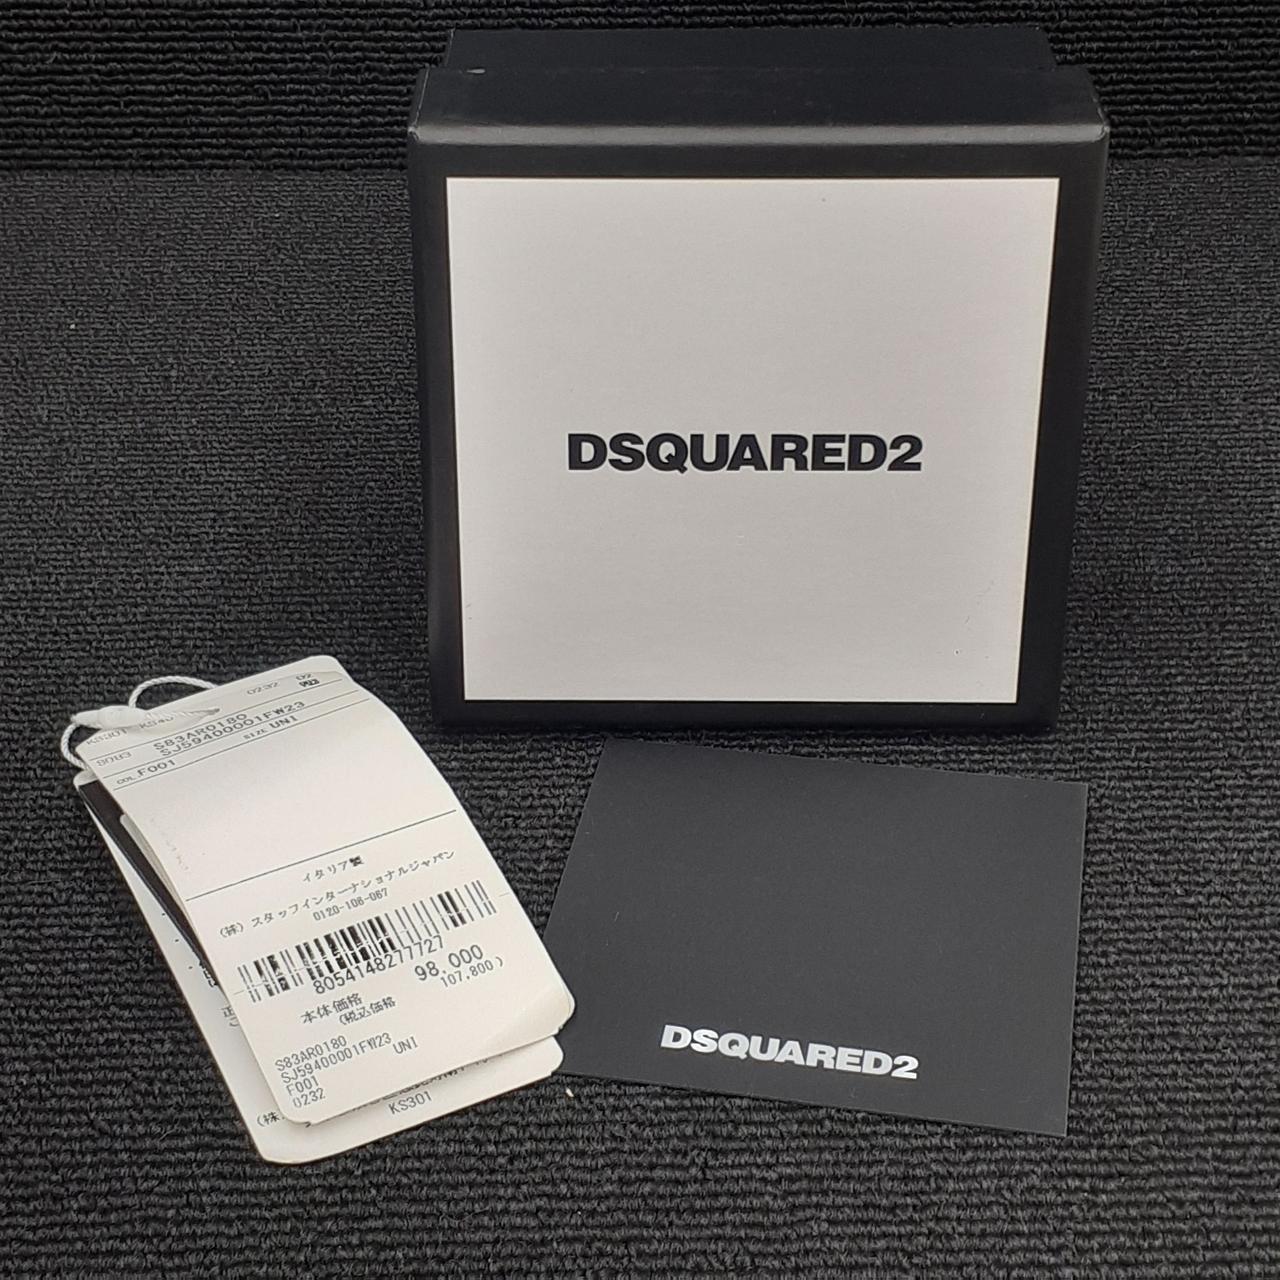 DSQUARED2
0232
KS301
S83AR0180
SJ59400001FW23
SIZE UNI
COL. F001
イタリア製
(株) スタッフインターナショナルジャパン
0120-106-067
8054148277727
本体価格 98,000
(税込価格 107,800)
S83AR0180
SJ59400001FW23 UNI
F001
0232
(株)
KS301
DSQUARED2